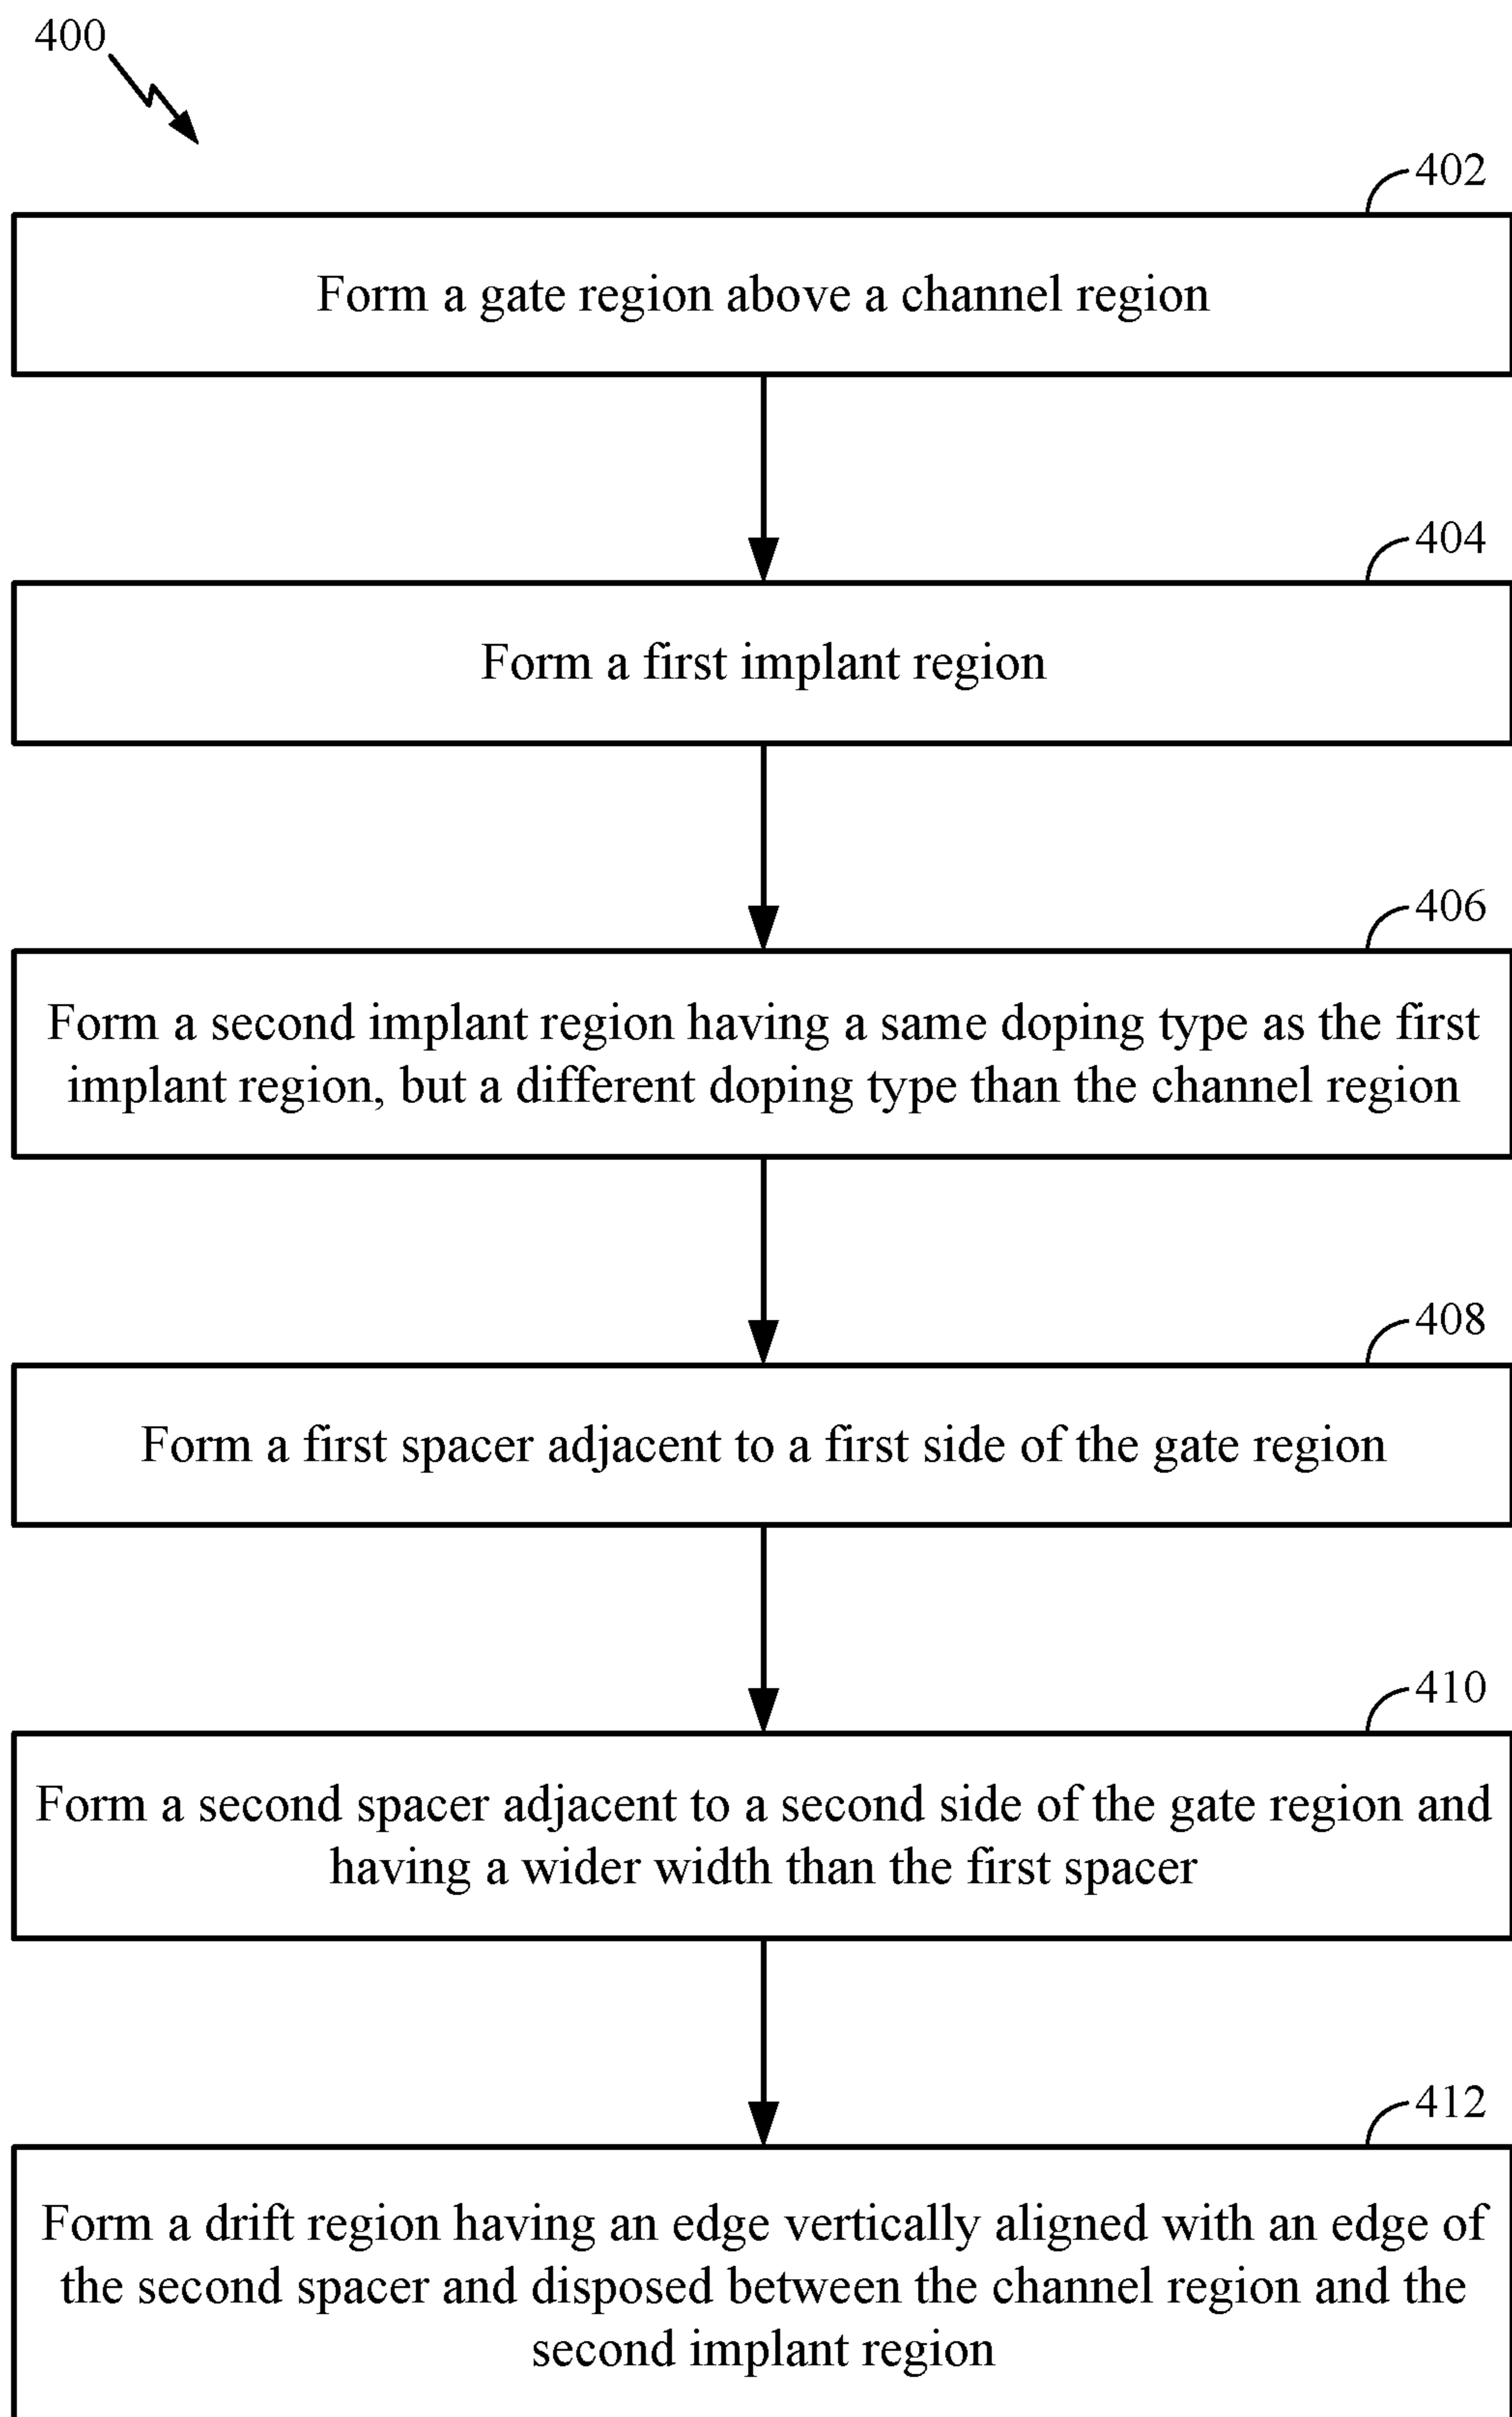 400
402
Form a gate region above a channel region
404
Form a first implant region
406
Form a second implant region having a same doping type as the first
implant region, but a different doping type than the channel region
408
Form a first spacer adjacent to a first side of the gate region
410
Form a second spacer adjacent to a second side of the gate region and
having a wider width than the first spacer
412
Form a drift region having an edge vertically aligned with an edge of
the second spacer and disposed between the channel region and the
second implant region